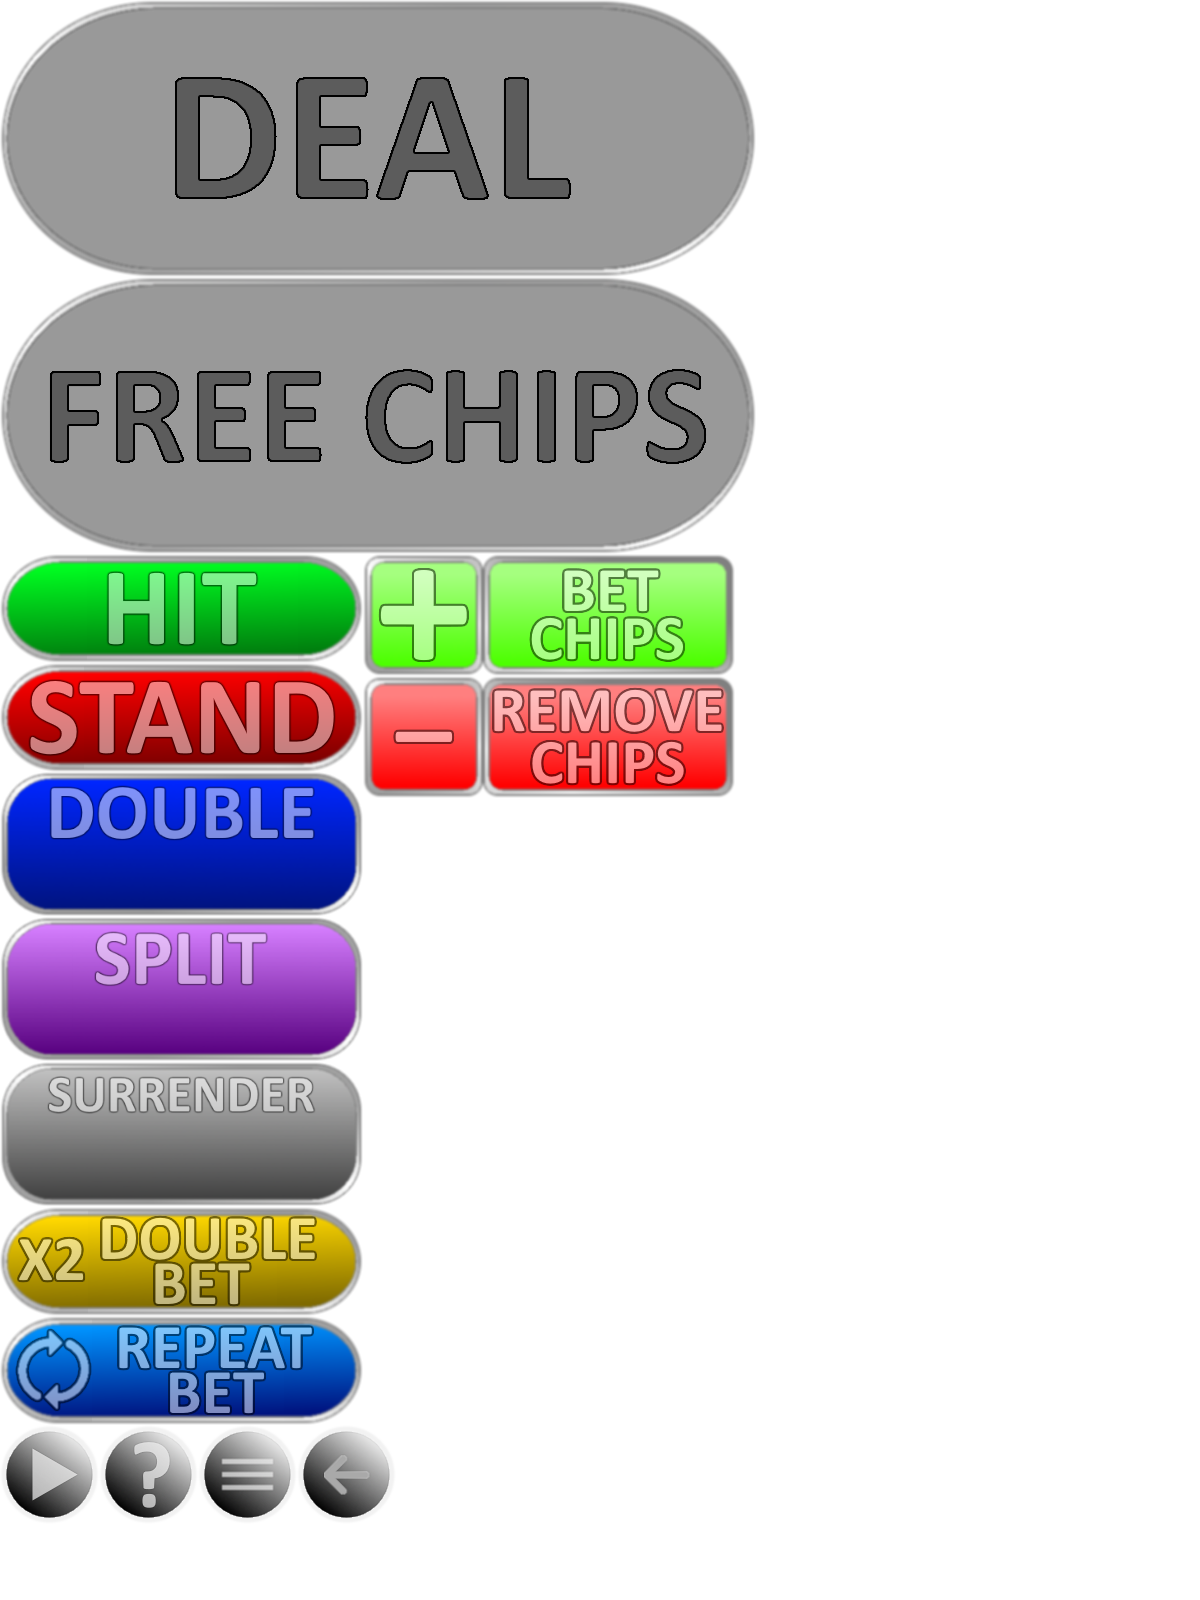 DEAL
FREE CHIPS
HIT
+
BET
CHIPS
STAND
–
REMOVE
CHIPS
DOUBLE
SPLIT
SURRENDER
X2
DOUBLE
BET
REPEAT
BET
?